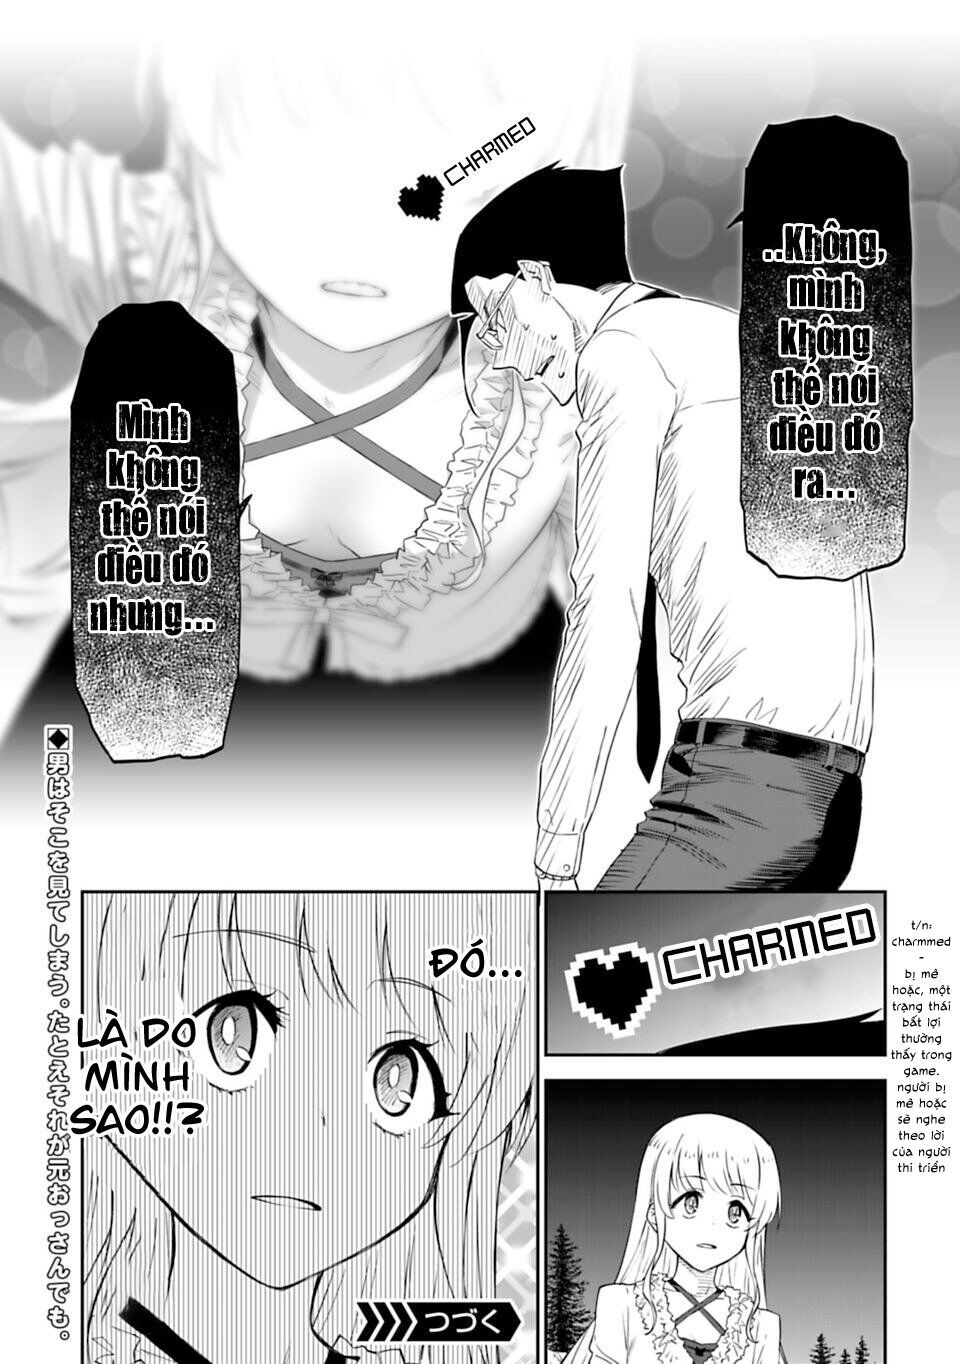 CHARMED
..Không,
mình
không
thể nói
điều đó
ra...
Mình
không
thể nói
điều đó
nhưng...
CHARMED
t/n:
charmmed
-
bị mê
hoặc, một
trạng thái
bất lợi
thường
thấy trong
game.
người bị
mê hoặc
sẽ nghe
theo lời
của người
thi triển
ĐÓ...
LÀ DO
MÌNH
SAO!!?
◆男はそこを見てしまう。たとえそれが元おっさんでも。
つづく